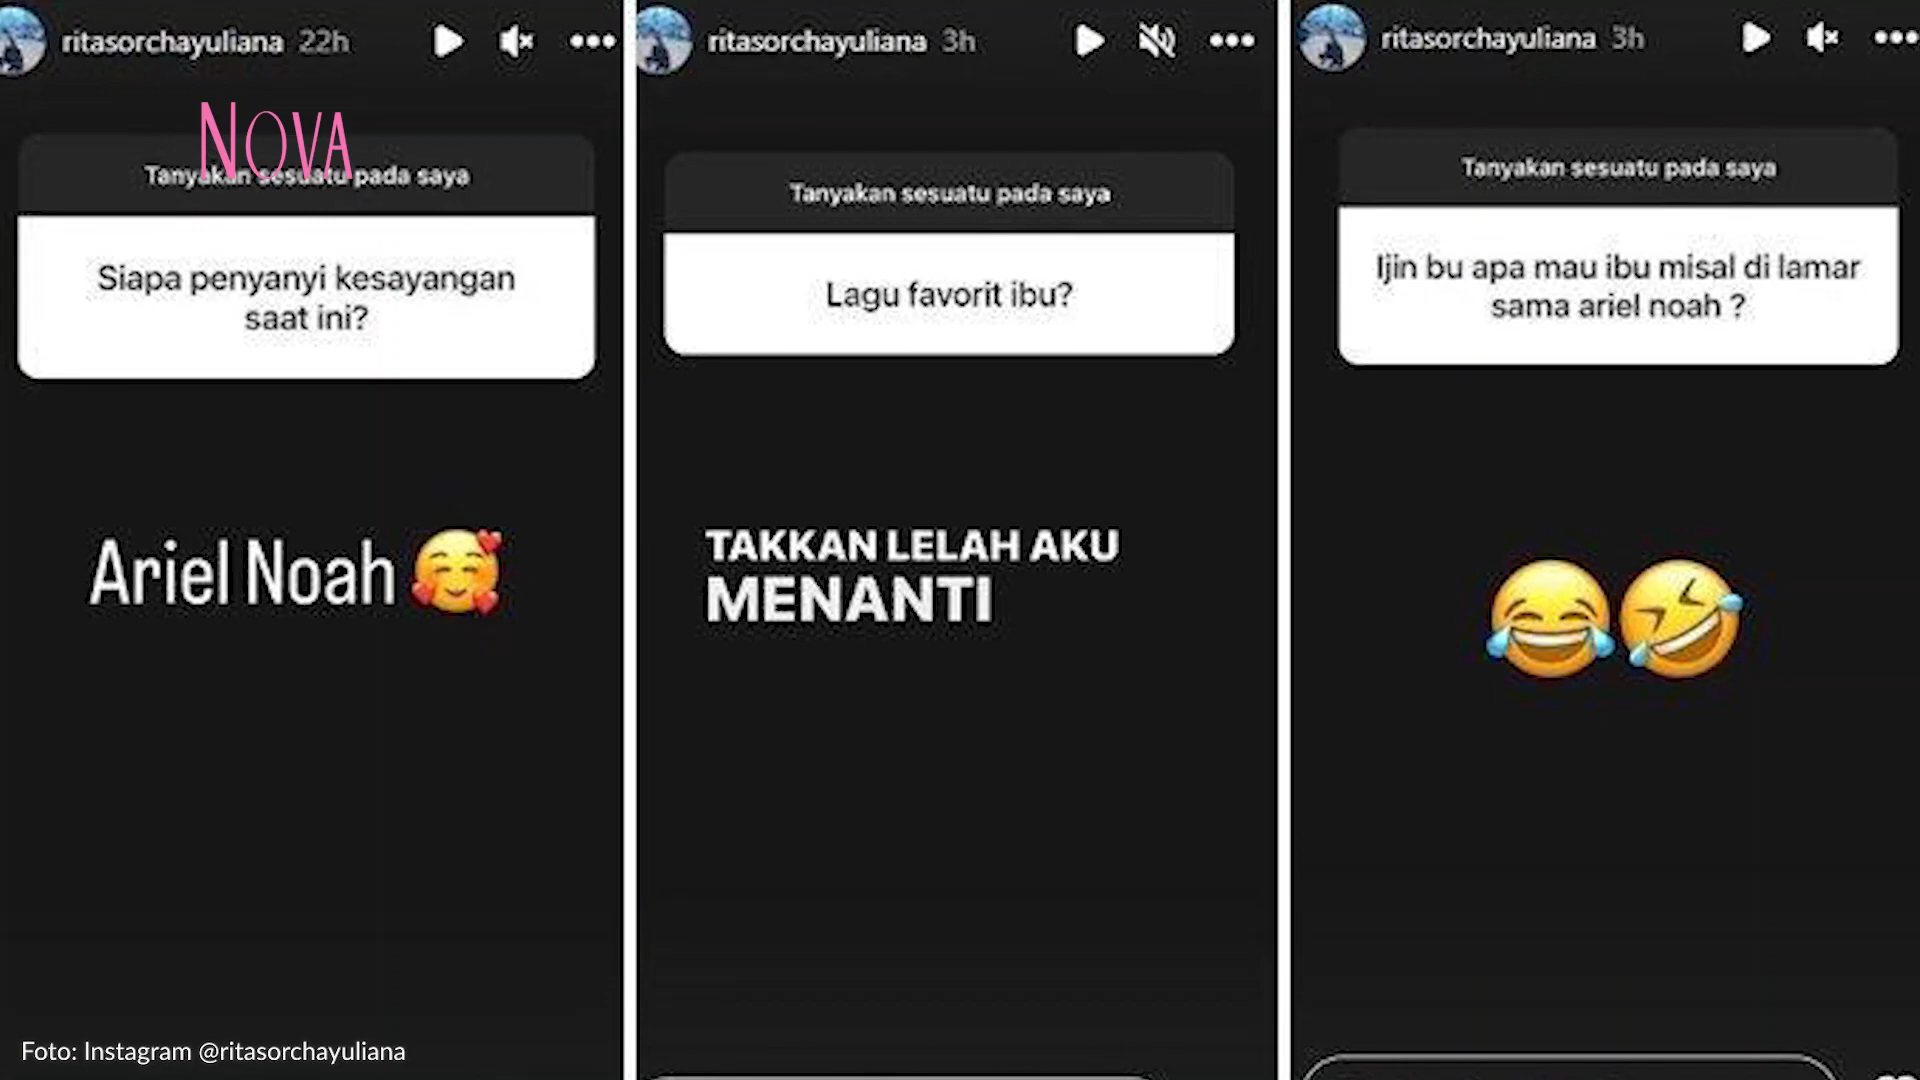 ritasorchayuliana 22h
NOVA
Tanyakan sesuatu pada saya
Siapa penyanyi kesayangan
saat ini?
Ariel Noah 🥰
Foto: Instagram @ritasorchayuliana
ritasorchayuliana 3h
Tanyakan sesuatu pada saya
Lagu favorit ibu?
TAKKAN LELAH AKU
MENANTI
ritasorchayuliana 3h
Tanyakan sesuatu pada saya
Ijin bu apa mau ibu misal di lamar
sama ariel noah ?
😂🤣